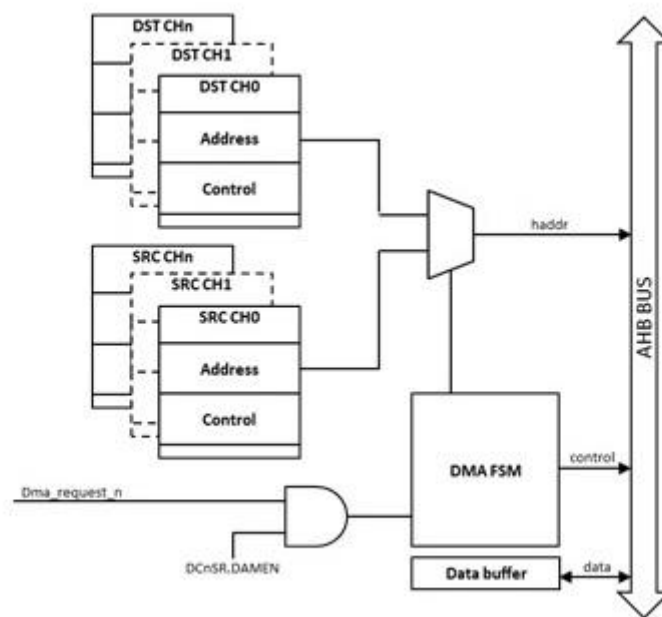 DST CHn
DST CH1
DST CH0
Address
Control
haddr
SRC CHn
SRC CH1
SRC CH0
Address
Control
AHB BUS
DMA FSM
control
Dma_request_n
DCnSR.DAMEN
Data buffer
data